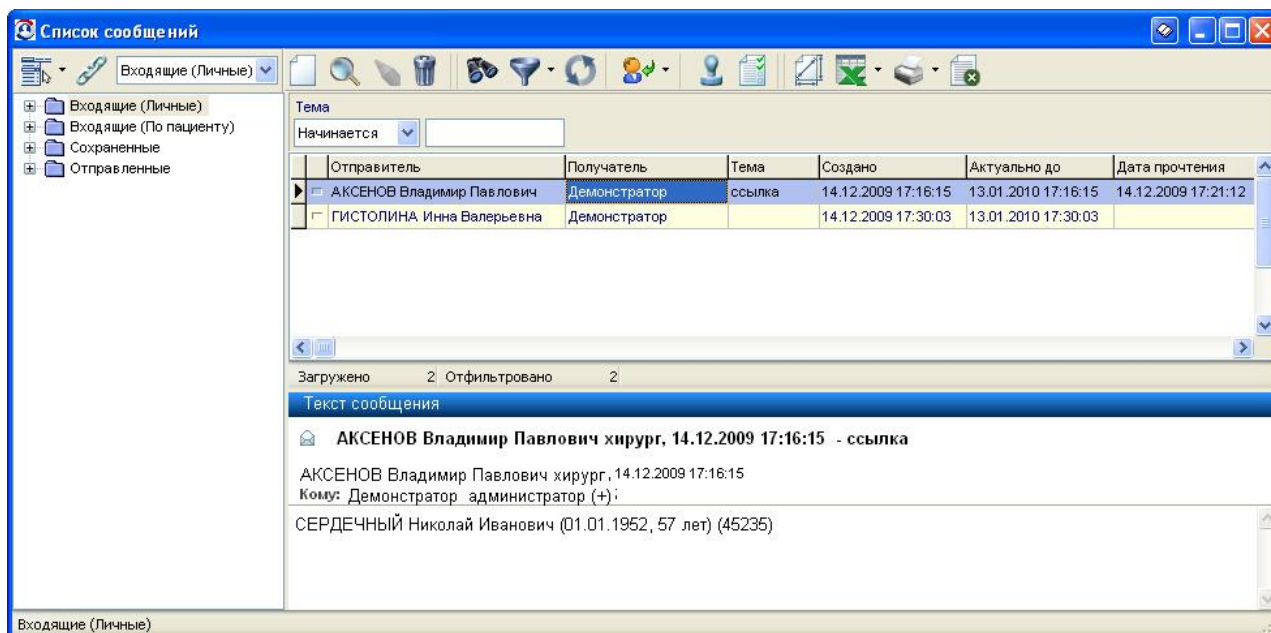 Список сообщений
Входящие (Личные)
Входящие (Личные)
Входящие (По пациенту)
Сохраненные
Отправленные
Тема
Начинается
Отправитель Получатель Тема Создано Актуально до Дата прочтения
АКСЕНОВ Владимир Павлович Демонстратор ссылка 14.12.2009 17:16:15 13.01.2010 17:16:15 14.12.2009 17:21:12
ГИСТОЛИНА Инна Валерьевна Демонстратор 14.12.2009 17:30:03 13.01.2010 17:30:03
Загружено 2 Отфильтровано 2
Текст сообщения
АКСЕНОВ Владимир Павлович хирург, 14.12.2009 17:16:15 - ссылка
АКСЕНОВ Владимир Павлович хирург, 14.12.2009 17:16:15
Кому: Демонстратор администратор (+);
СЕРДЕЧНЫЙ Николай Иванович (01.01.1952, 57 лет) (45235)
Входящие (Личные)